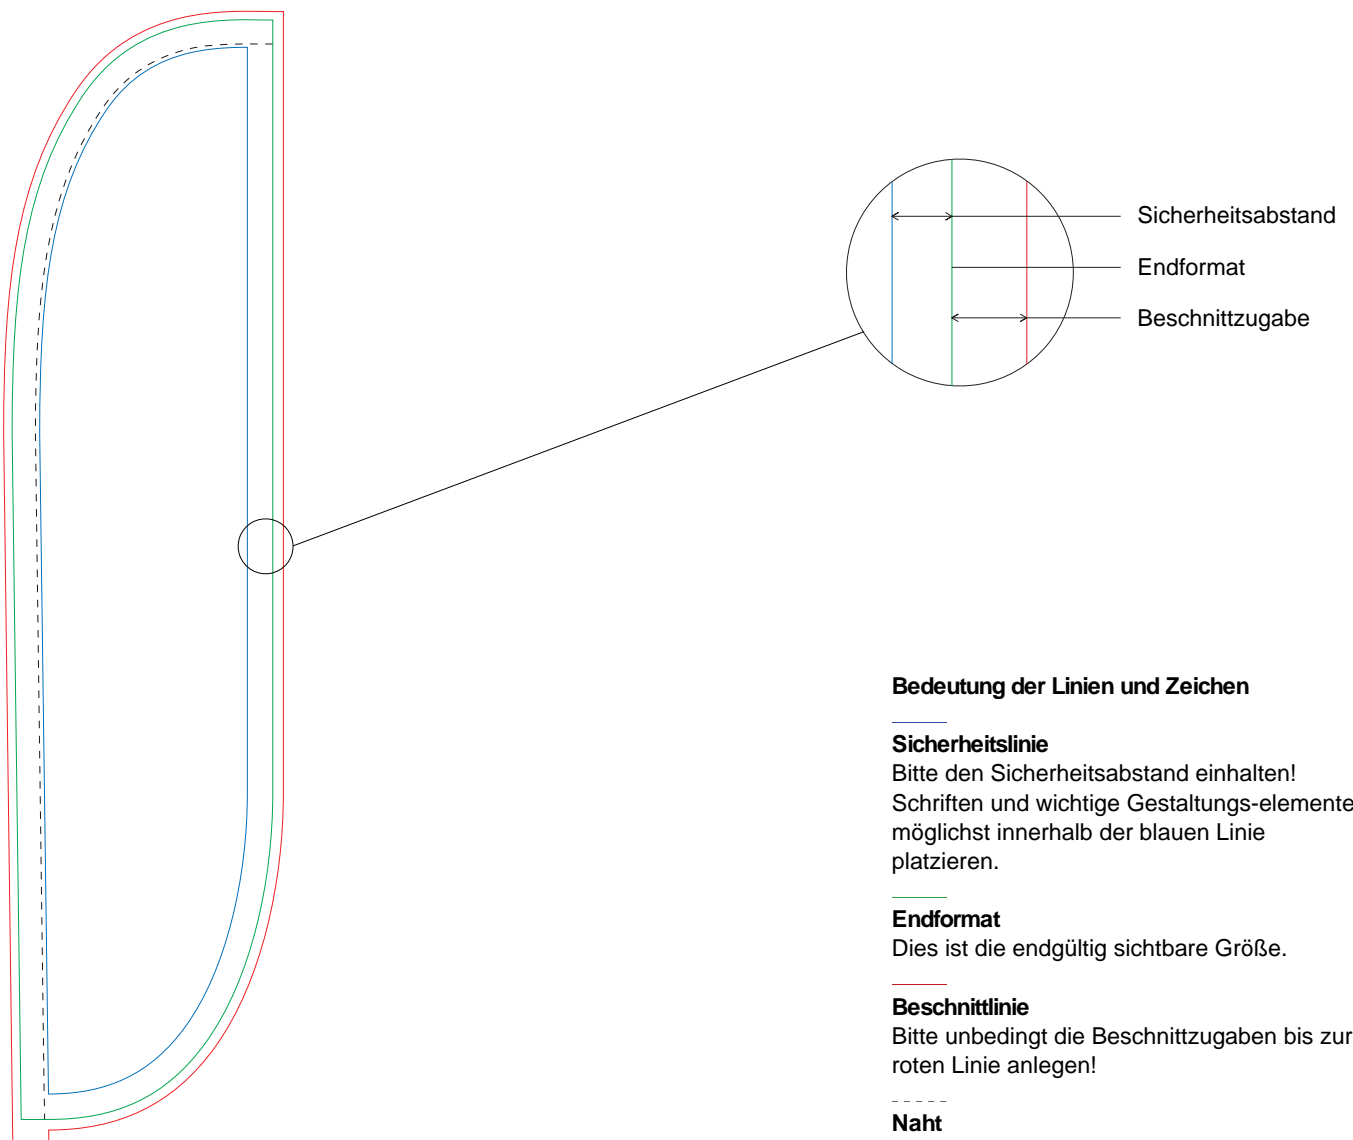 Sicherheitsabstand
Endformat
Beschnittzugabe
Bedeutung der Linien und Zeichen
Sicherheitslinie
Bitte den Sicherheitsabstand einhalten!
Schriften und wichtige Gestaltungs-elemente
möglichst innerhalb der blauen Linie
platzieren.
Endformat
Dies ist die endgültig sichtbare Größe.
Beschnittlinie
Bitte unbedingt die Beschnittzugaben bis zur
roten Linie anlegen!
Naht